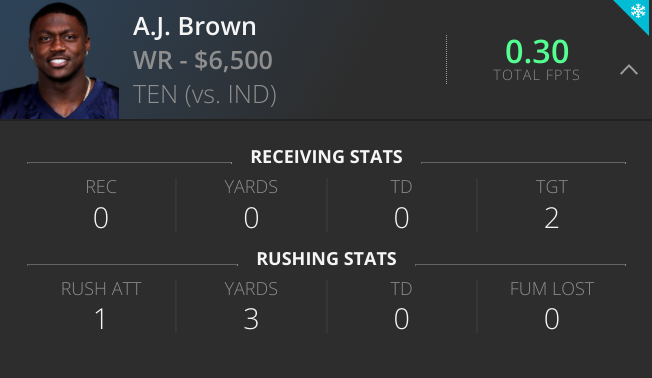 A.J. Brown
WR - $6,500
TEN (vs. IND)
0.30
TOTAL FPTS
RECEIVING STATS
REC YARDS TD TGT
0 0 0 2
RUSHING STATS
RUSH ATT YARDS TD FUM LOST
1 3 0 0